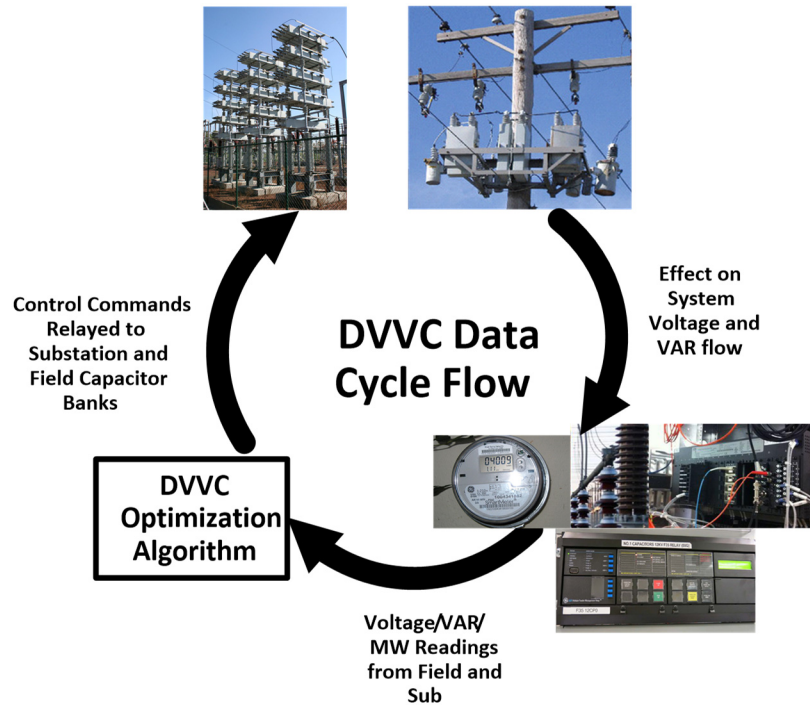 Effect on
System
Voltage and
VAR flow
Control Commands
Relayed to
Substation and
Field Capacitor
Banks
DVVC Data
Cycle Flow
04009
DVVC
Optimization
Algorithm
Voltage/VAR/
MW Readings
from Field and
Sub